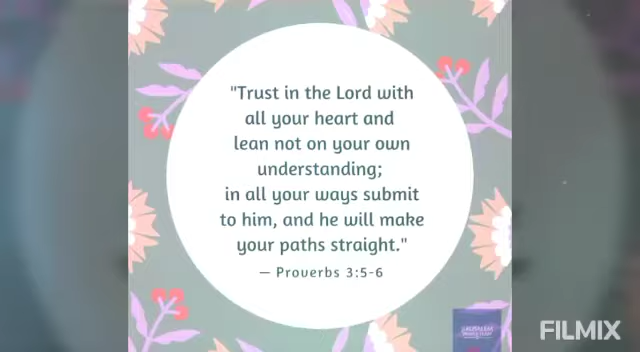 "Trust in the Lord with
all your heart and
lean not on your own
understanding;
in all your ways submit
to him, and he will make
your paths straight."
— Proverbs 3:5-6
FILMIX